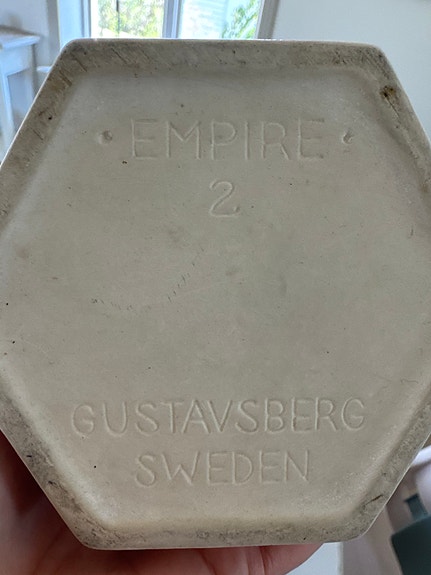 · EMPIRE ·
2
GUSTAVSBERG
SWEDEN